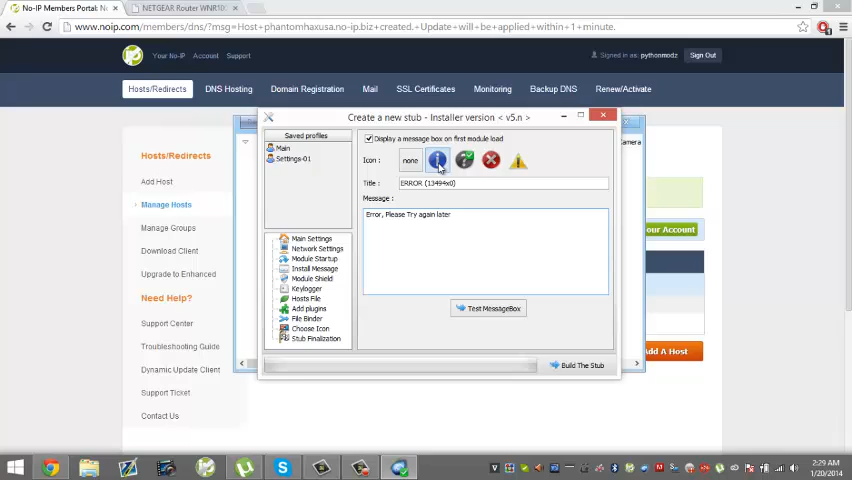 No-IP Members Portal: M
NETGEAR Router WNR10
www.noip.com/members/dns/?msg=Host+phantomhaxusa.no-ip.biz+created.+Update+will+be+applied+within+1+minute.
Your No-IP
Account
Support
Signed in as: pythonmodz
Sign Out
Hosts/Redirects
DNS Hosting
Domain Registration
Mail
SSL Certificates
Monitoring
Backup DNS
Renew/Activate
Hosts/Redirects
Add Host
Manage Hosts
Manage Groups
Download Client
Upgrade to Enhanced
Need Help?
Support Center
Troubleshooting Guide
Dynamic Update Client
Support Ticket
Contact Us
Create a new stub - Installer version < v5.n >
Saved profiles
Main
Settings-01
Main Settings
Network Settings
Module Startup
Install Message
Module Shield
Keylogger
Hosts File
Add plugins
File Binder
Choose Icon
Stub Finalization
Display a message box on first module load
Icon :
none
Title :
ERROR (13494x0)
Message :
Error, Please Try again later
Test MessageBox
Build The Stub
Camera
our Account
Add A Host
2:29 AM
1/20/2014